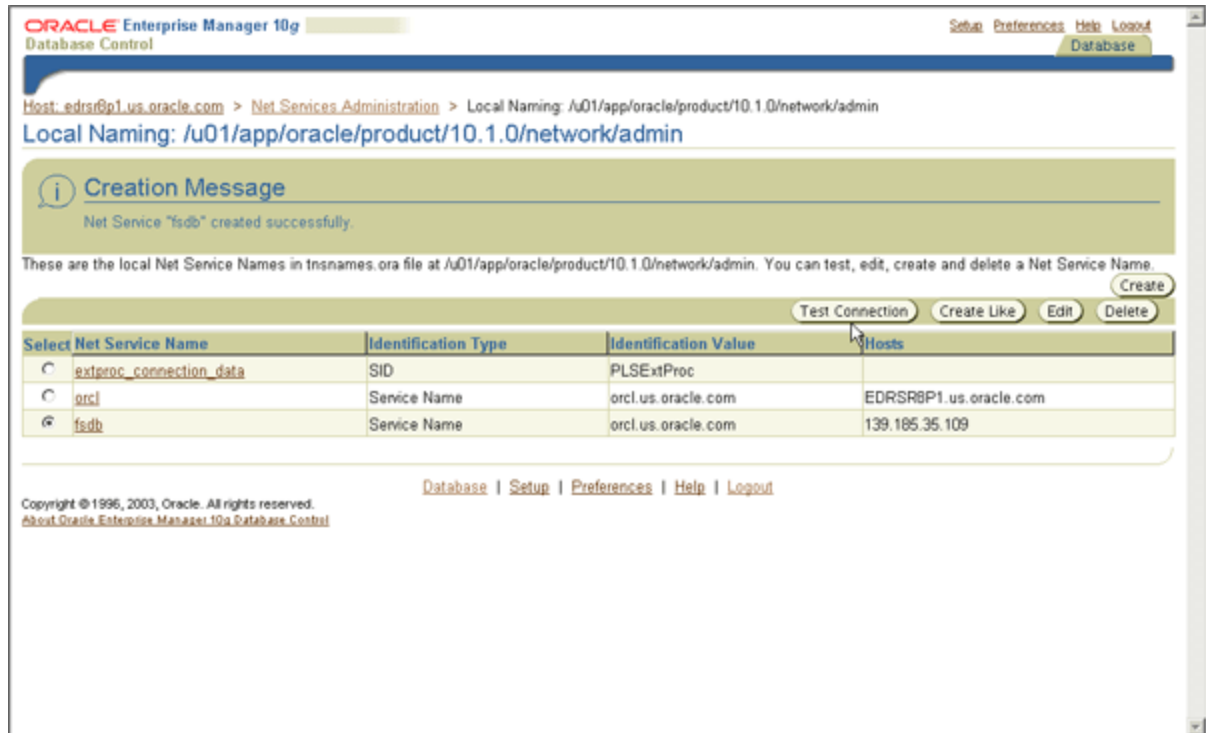 ORACLE Enterprise Manager 10g
Database Control
Setup Preferences Help Logout
Database
Host: edrsr8p1.us.oracle.com > Net Services Administration > Local Naming: /u01/app/oracle/product/10.1.0/network/admin
Local Naming: /u01/app/oracle/product/10.1.0/network/admin
i Creation Message
Net Service "fsdb" created successfully.
These are the local Net Service Names in tnsnames.ora file at /u01/app/oracle/product/10.1.0/network/admin. You can test, edit, create and delete a Net Service Name.
Create
Test Connection Create Like Edit Delete
Select Net Service Name Identification Type Identification Value Hosts
extproc_connection_data SID PLSExtProc
orcl Service Name orcl.us.oracle.com EDRSR8P1.us.oracle.com
fsdb Service Name orcl.us.oracle.com 139.185.35.109
Database | Setup | Preferences | Help | Logout
Copyright © 1996, 2003, Oracle. All rights reserved.
About Oracle Enterprise Manager 10g Database Control